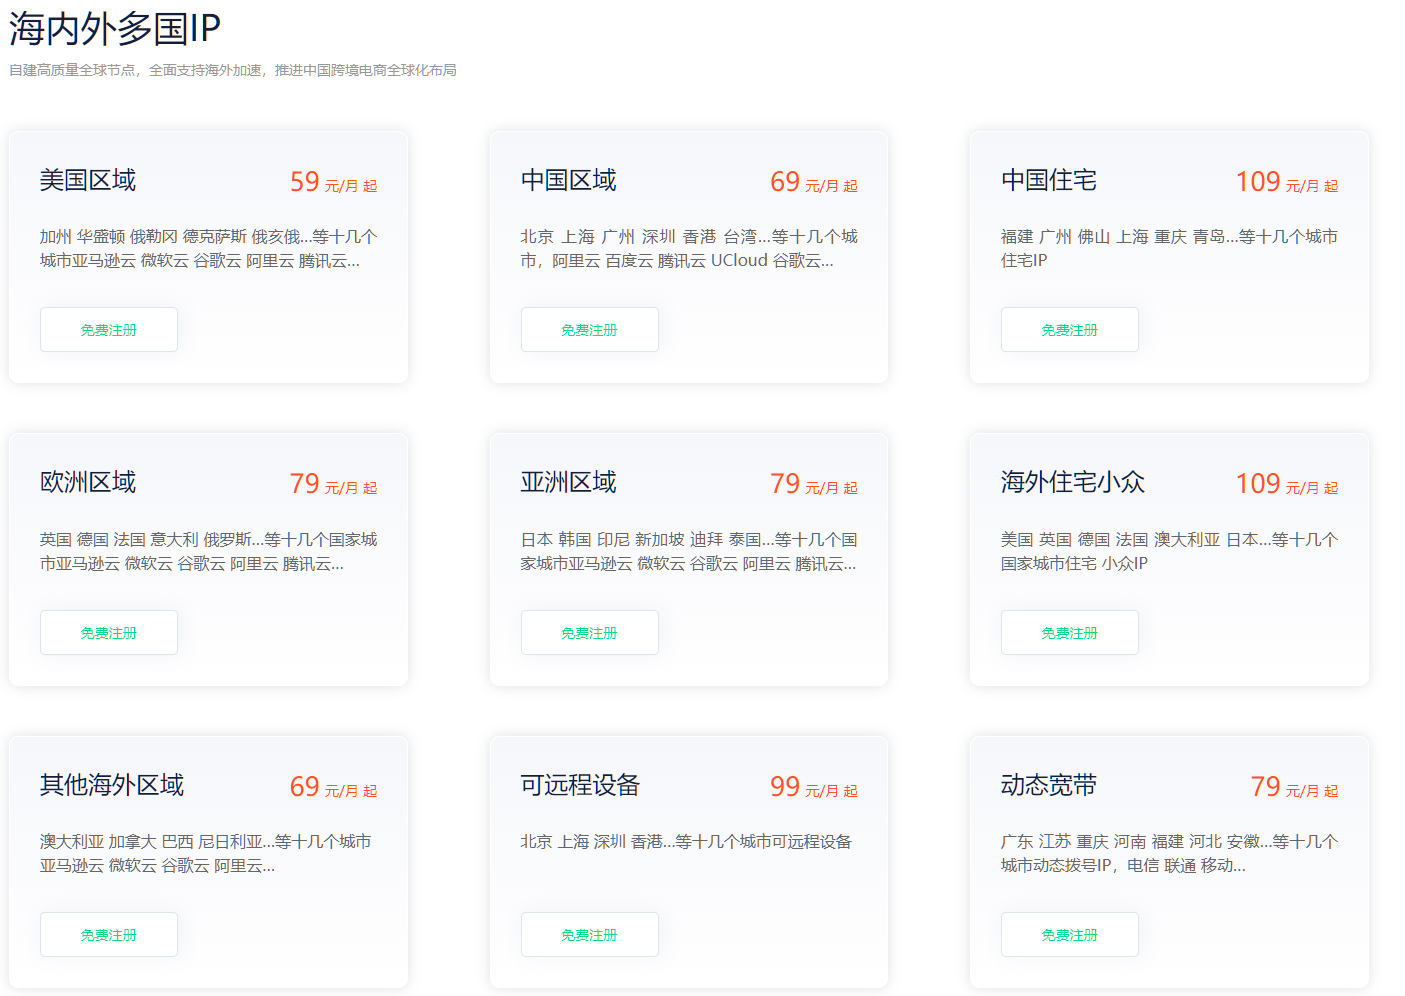 海内外多国IP
自建高质量全球节点，全面支持海外加速，推进中国跨境电商全球化布局
美国区域 59 元/月 起
加州 华盛顿 俄勒冈 德克萨斯 俄亥俄...等十几个
城市亚马逊云 微软云 谷歌云 阿里云 腾讯云...
免费注册
中国区域 69 元/月 起
北京 上海 广州 深圳 香港 台湾...等十几个城
市，阿里云 百度云 腾讯云 UCloud 谷歌云...
免费注册
中国住宅 109 元/月 起
福建 广州 佛山 上海 重庆 青岛...等十几个城市
住宅IP
免费注册
欧洲区域 79 元/月 起
英国 德国 法国 意大利 俄罗斯...等十几个国家城
市亚马逊云 微软云 谷歌云 阿里云 腾讯云...
免费注册
亚洲区域 79 元/月 起
日本 韩国 印尼 新加坡 迪拜 泰国...等十几个国
家城市亚马逊云 微软云 谷歌云 阿里云 腾讯云...
免费注册
海外住宅小众 109 元/月 起
美国 英国 德国 法国 澳大利亚 日本...等十几个
国家城市住宅 小众IP
免费注册
其他海外区域 69 元/月 起
澳大利亚 加拿大 巴西 尼日利亚...等十几个城市
亚马逊云 微软云 谷歌云 阿里云...
免费注册
可远程设备 99 元/月 起
北京 上海 深圳 香港...等十几个城市可远程设备
免费注册
动态宽带 79 元/月 起
广东 江苏 重庆 河南 福建 河北 安徽...等十几个
城市动态拨号IP，电信 联通 移动...
免费注册